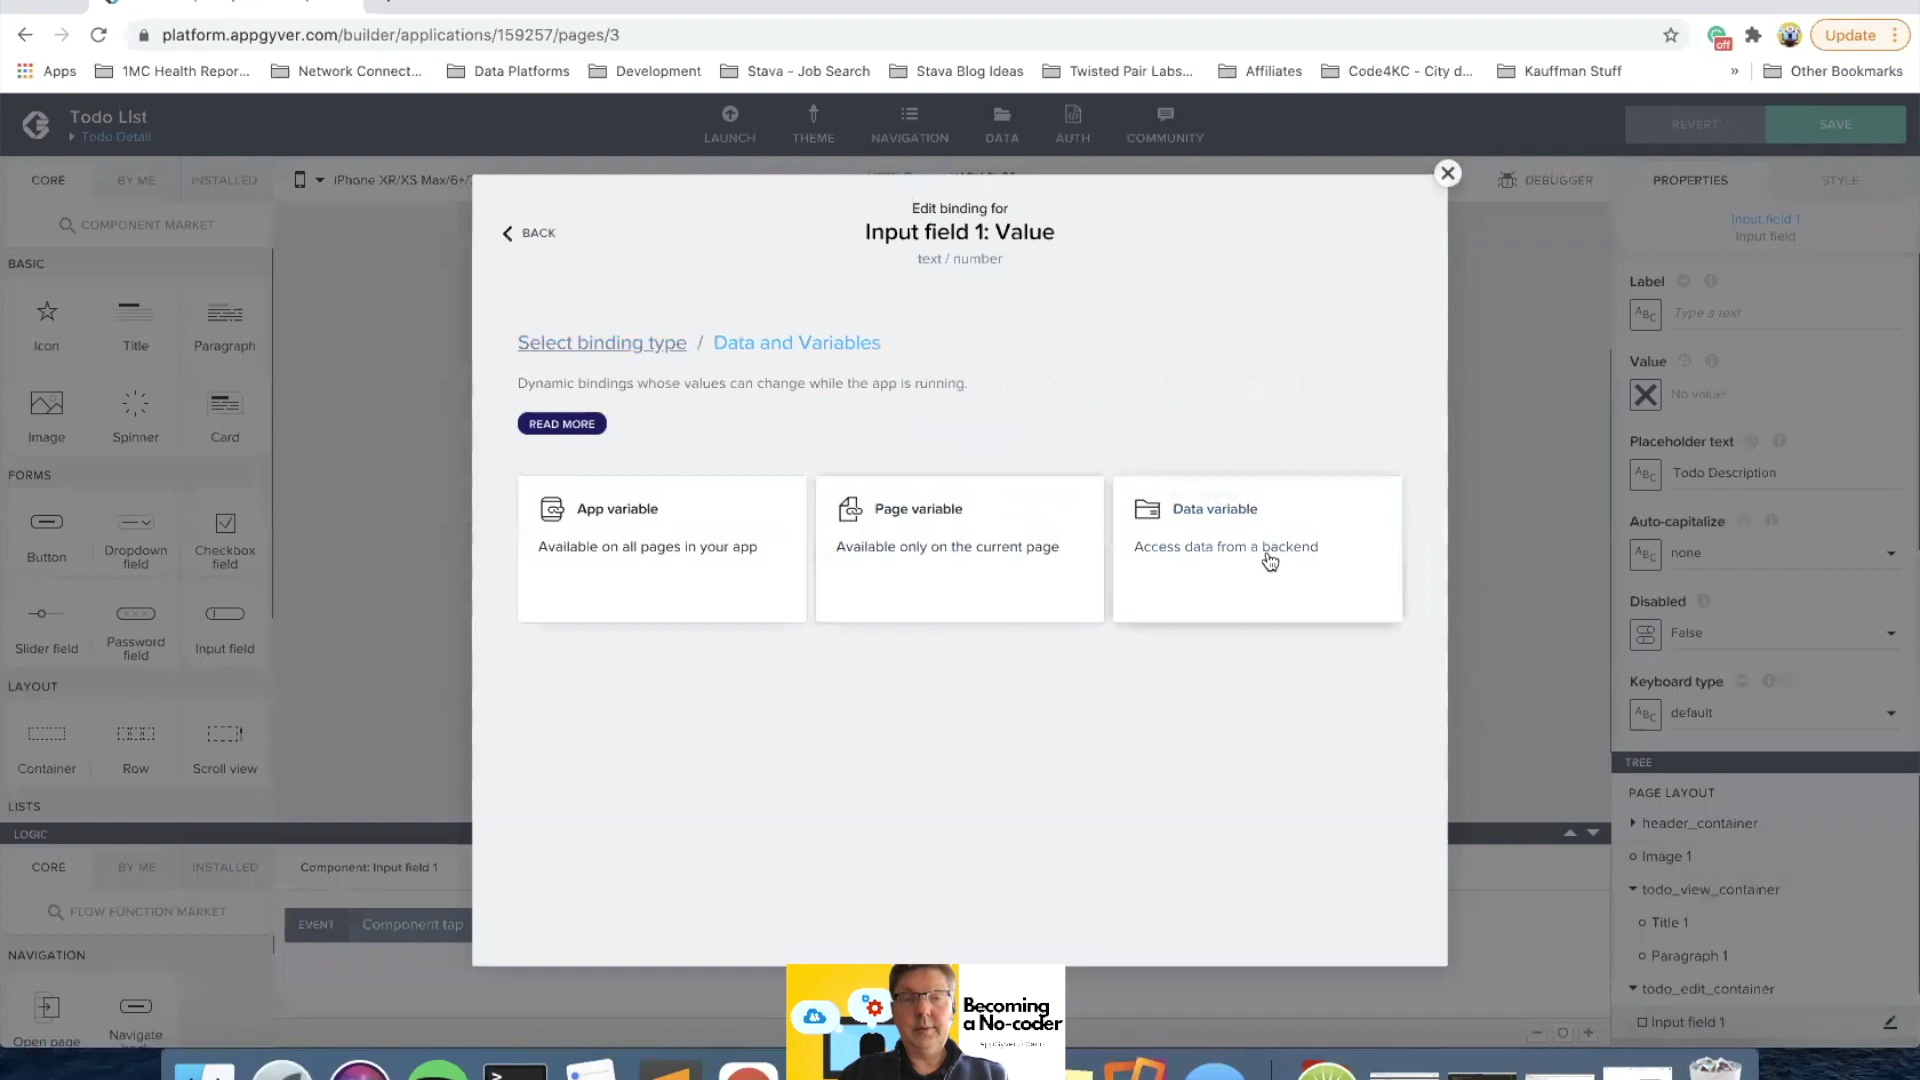 platform.appgyver.com/builder/applications/159257/pages/3
off
Update
Apps
1MC Health Repor...
Network Connect...
Data Platforms
Development
Stava - Job Search
Stava Blog Ideas
Twisted Pair Labs...
Affiliates
Code4KC - City d...
Kauffman Stuff
»
Other Bookmarks
Todo LIst
Todo Detail
LAUNCH
THEME
NAVIGATION
DATA
AUTH
COMMUNITY
REVERT
SAVE
CORE
BY ME
INSTALLED
iPhone XR/XS Max/6+/
DEBUGGER
PROPERTIES
STYLE
COMPONENT MARKET
BASIC
Icon
Title
Paragraph
Image
Spinner
Card
FORMS
Button
Dropdown field
Checkbox field
Slider field
Password field
Input field
LAYOUT
Container
Row
Scroll view
LISTS
Edit binding for
BACK
Input field 1: Value
text / number
Select binding type / Data and Variables
Dynamic bindings whose values can change while the app is running.
READ MORE
App variable
Available on all pages in your app
Page variable
Available only on the current page
Data variable
Access data from a backend
Input field 1
Input field
Label
ABC
Type a text
Value
No value
Placeholder text
ABC
Todo Description
Auto-capitalize
ABC
none
Disabled
False
Keyboard type
ABC
default
TREE
PAGE LAYOUT
header_container
Image 1
todo_view_container
Title 1
Paragraph 1
todo_edit_container
Input field 1
LOGIC
CORE
BY ME
INSTALLED
Component: Input field 1
FLOW FUNCTION MARKET
EVENT
Component tap
NAVIGATION
Open page
Navigate
Becoming
a No-coder